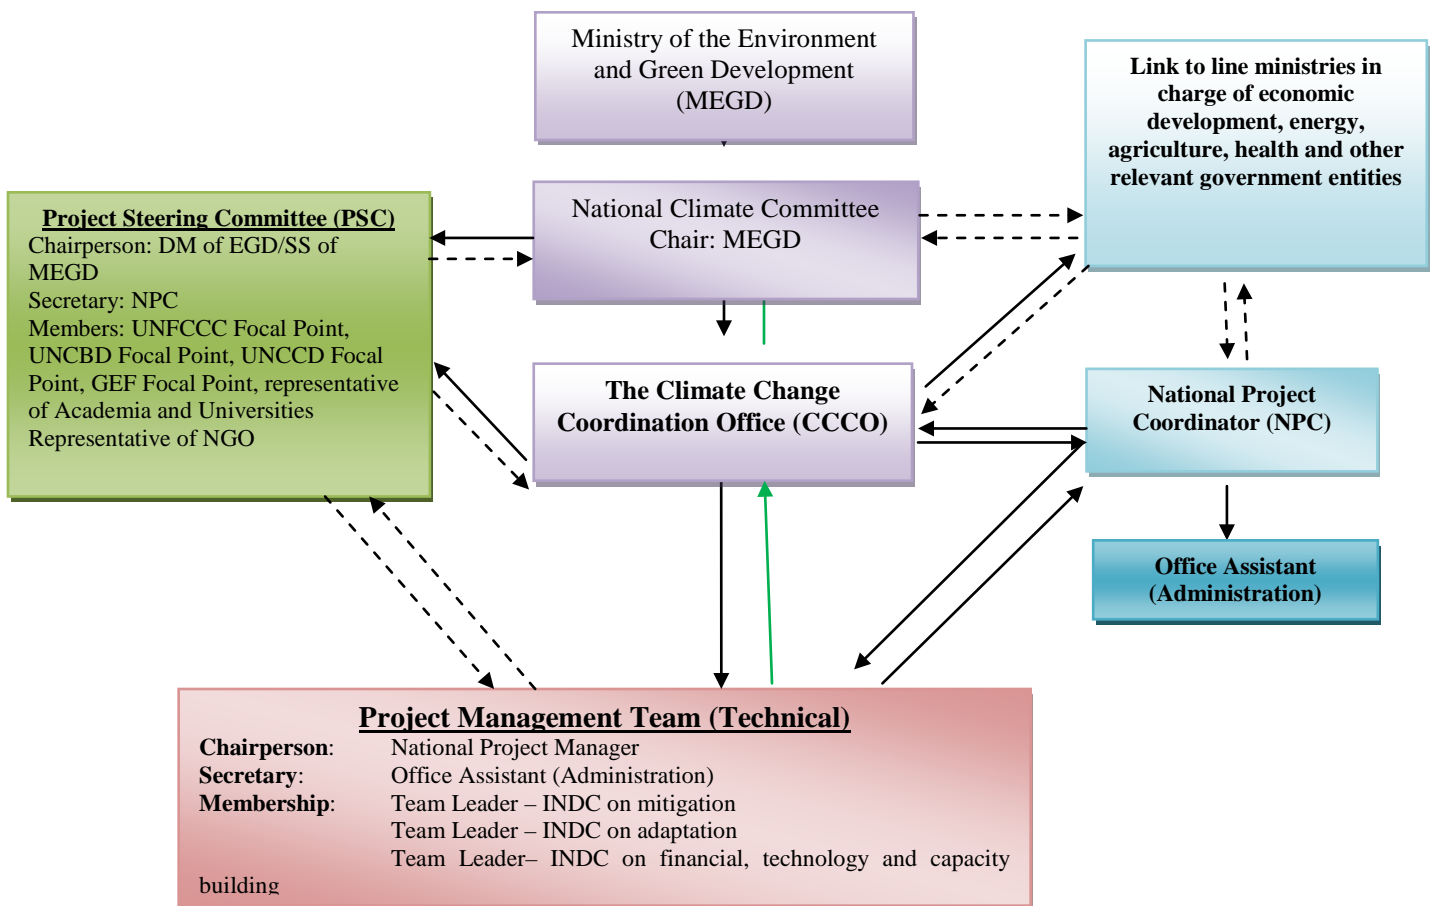 Ministry of the Environment
and Green Development
(MEGD)
Link to line ministries in
charge of economic
development, energy,
agriculture, health and other
relevant government entities
Project Steering Committee (PSC)
Chairperson: DM of EGD/SS of
MEGD
Secretary: NPC
Members: UNFCCC Focal Point,
UNCBD Focal Point, UNCCD Focal
Point, GEF Focal Point, representative
of Academia and Universities
Representative of NGO
National Climate Committee
Chair: MEGD
The Climate Change
Coordination Office (CCCO)
National Project
Coordinator (NPC)
Office Assistant
(Administration)
Project Management Team (Technical)
Chairperson: National Project Manager
Secretary: Office Assistant (Administration)
Membership: Team Leader – INDC on mitigation
Team Leader – INDC on adaptation
Team Leader– INDC on financial, technology and capacity
building